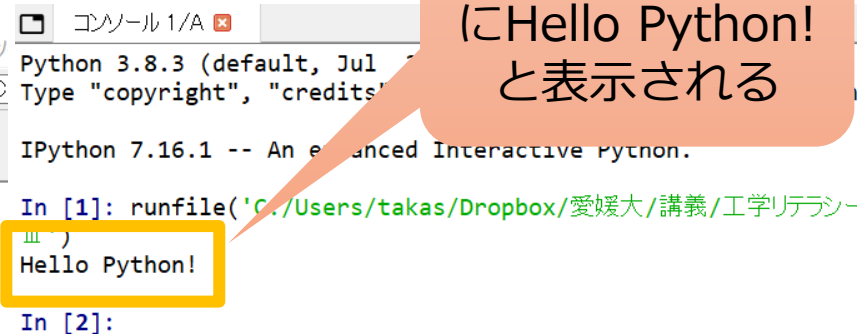 コンソール 1/A
にHello Python!
と表示される
Python 3.8.3 (default, Jul
Type "copyright", "credits"
IPython 7.16.1 -- An enhanced Interactive Python.
In [1]: runfile('C:/Users/takas/Dropbox/愛媛大/講義/工学リテラシー
Ⅲ')
Hello Python!
In [2]: